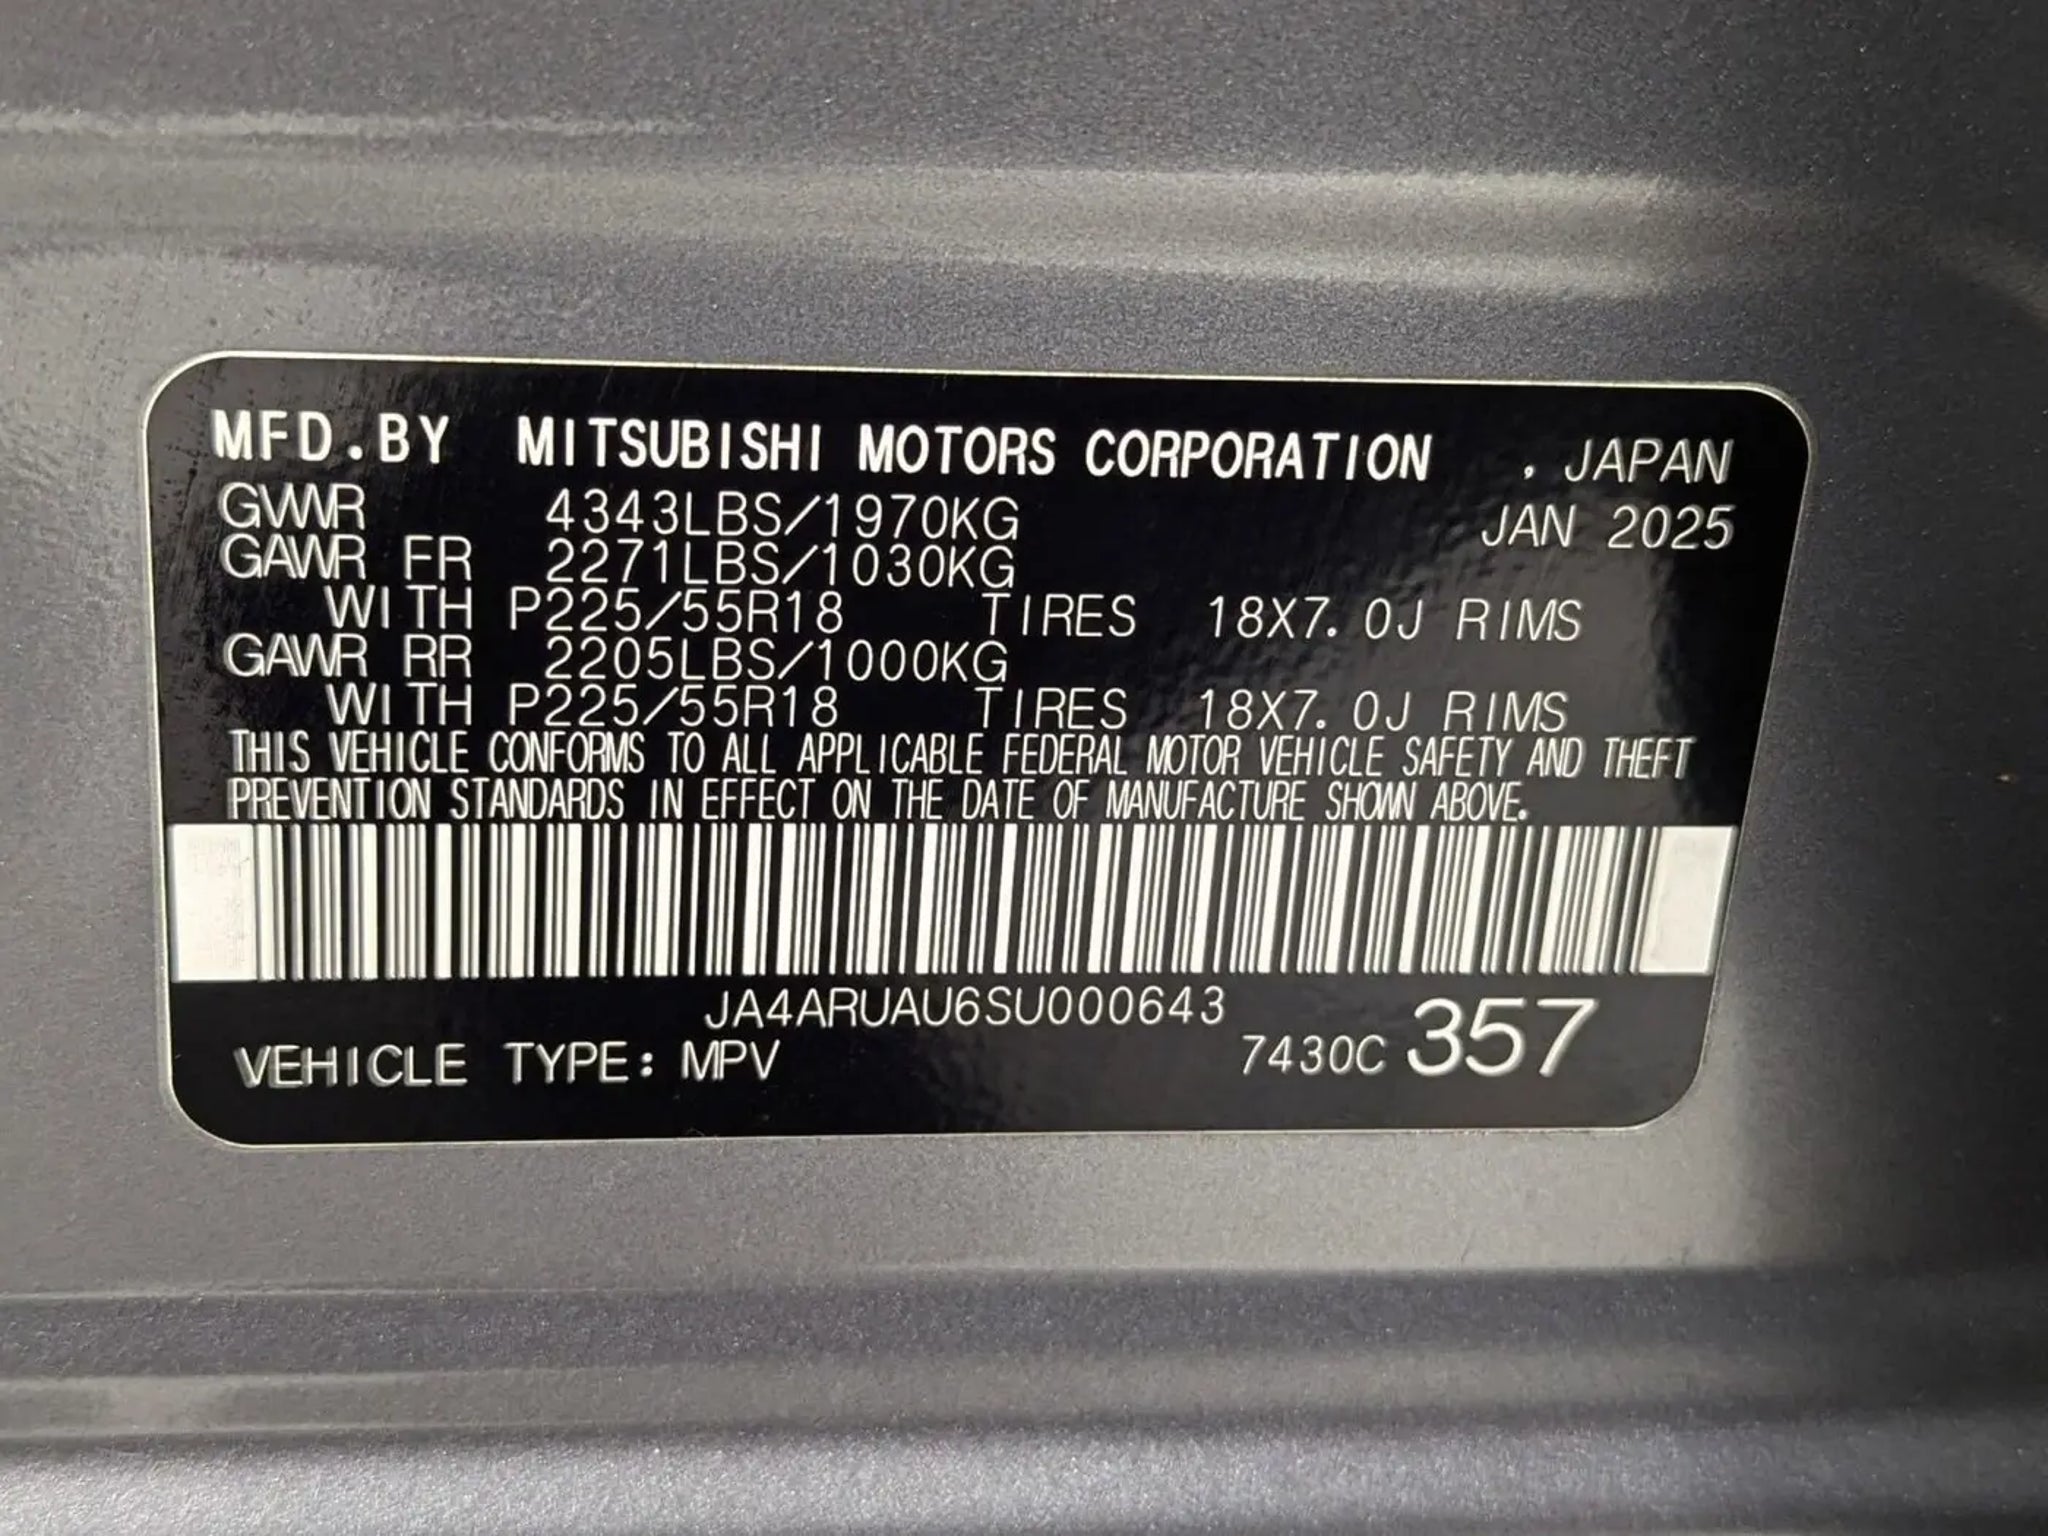 MFD.BY MITSUBISHI MOTORS CORPORATION , JAPAN
GVWR 4343LBS/1970KG JAN 2025
GAWR FR 2271LBS/1030KG
WITH P225/55R18 TIRES 18X7.0J RIMS
GAWR RR 2205LBS/1000KG
WITH P225/55R18 TIRES 18X7.0J RIMS
THIS VEHICLE CONFORMS TO ALL APPLICABLE FEDERAL MOTOR VEHICLE SAFETY AND THEFT
PREVENTION STANDARDS IN EFFECT ON THE DATE OF MANUFACTURE SHOWN ABOVE.
JA4ARUAU6SU000643
VEHICLE TYPE: MPV 7430C 357